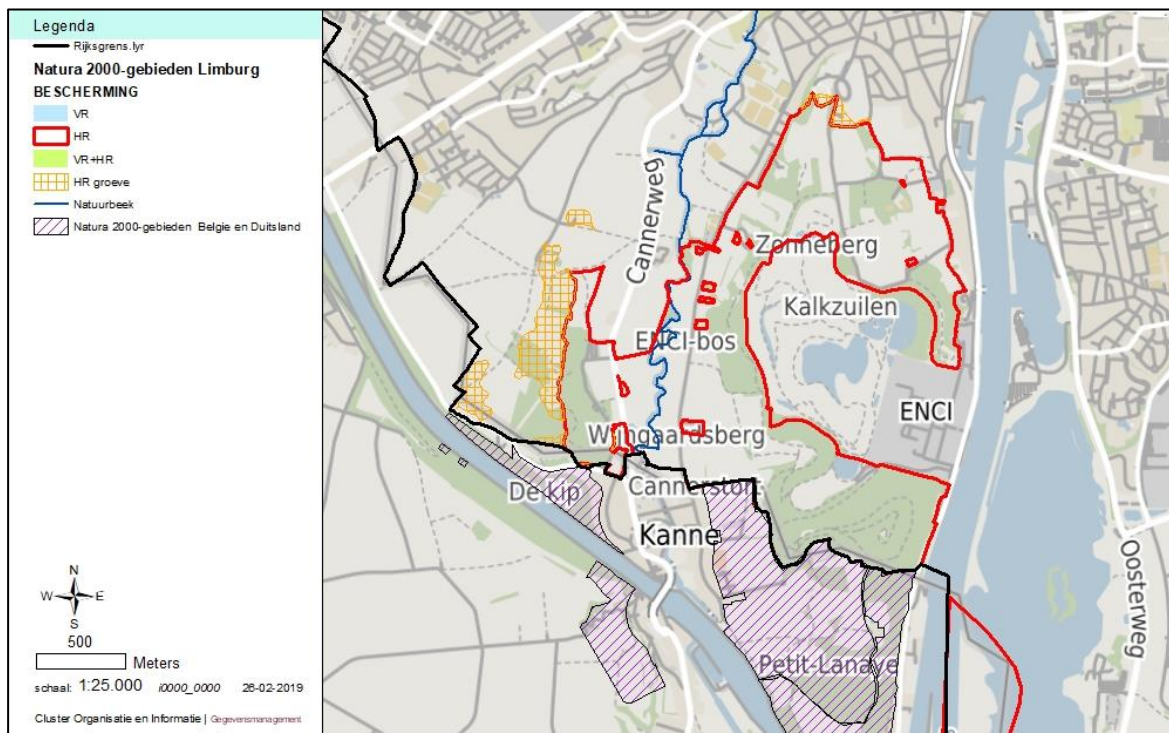 Legenda
Rijksgrens.lyr
Natura 2000-gebieden Limburg
BESCHERMING
VR
HR
VR+HR
HR groeve
Natuurbeek
Natura 2000-gebieden Belgie en Duitsland
N
W E
S
500
Meters
schaal: 1:25.000 i0000_0000 26-02-2019
Cluster Organisatie en Informatie | Gegevensmanagement
Cannerweg
Zonneberg
Kalkzuilen
ENCI-bos
ENCI
Wijngaardsberg
De kip
Cannerstort
Kanne
Oosterweg
Petit-Lanaye